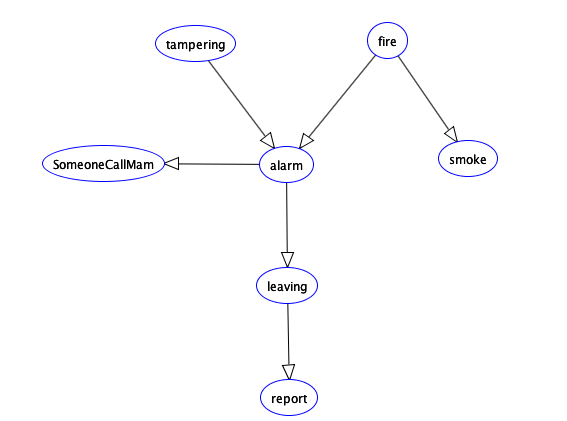 tampering
fire
SomeoneCallMam
alarm
smoke
leaving
report